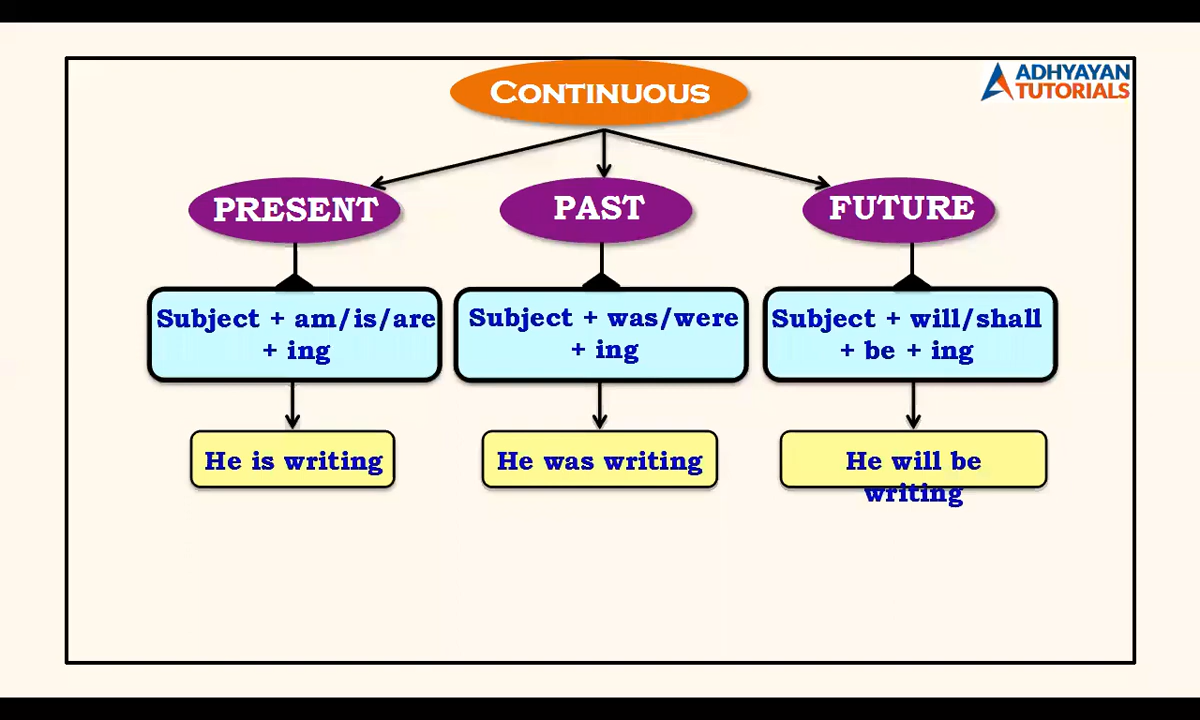 CONTINUOUS
ADHYAYAN
TUTORIALS
PRESENT
PAST
FUTURE
Subject + am/is/are
+ ing
Subject + was/were
+ ing
Subject + will/shall
+ be + ing
He is writing
He was writing
He will be
writing